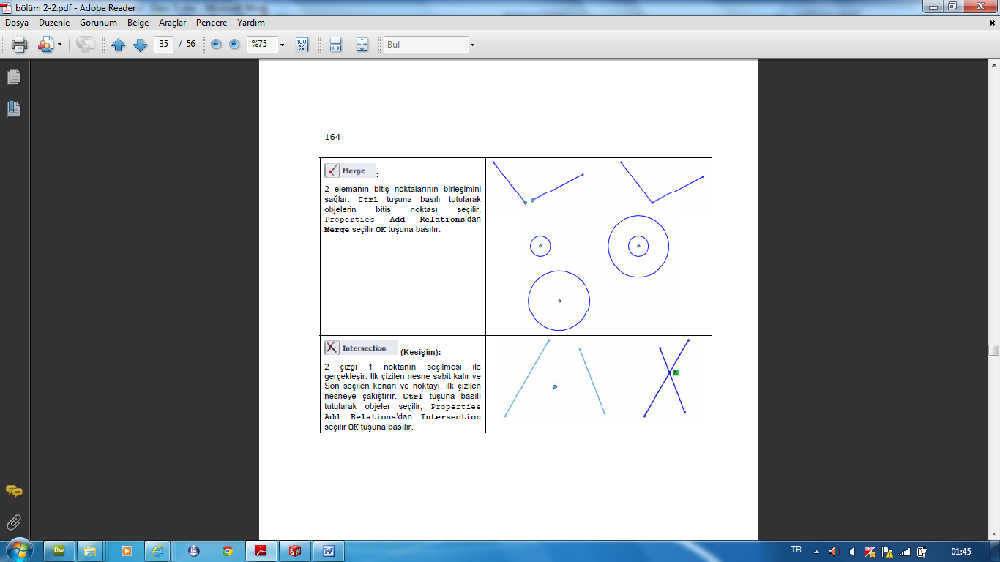 bölüm 2-2.pdf - Adobe Reader
Dosya Düzenle Görünüm Belge Araçlar Pencere Yardım
35 / 56 %75 100 % Bul
164
Merge :
2 elemanın bitiş noktalarının birleşimini
sağlar. Ctrl tuşuna basılı tutularak
objelerin bitiş noktası seçilir,
Properties Add Relations'dan
Merge seçilir OK tuşuna basılır.
Intersection (Kesişim):
2 çizgi 1 noktanın seçilmesi ile
gerçekleşir. İlk çizilen nesne sabit kalır ve
Son seçilen kenarı ve noktayı, ilk çizilen
nesneye çakıştırır. Ctrl tuşuna basılı
tutularak objeler seçilir, Properties
Add Relations'dan Intersection
seçilir OK tuşuna basılır.
Dw SW W TR 01:45